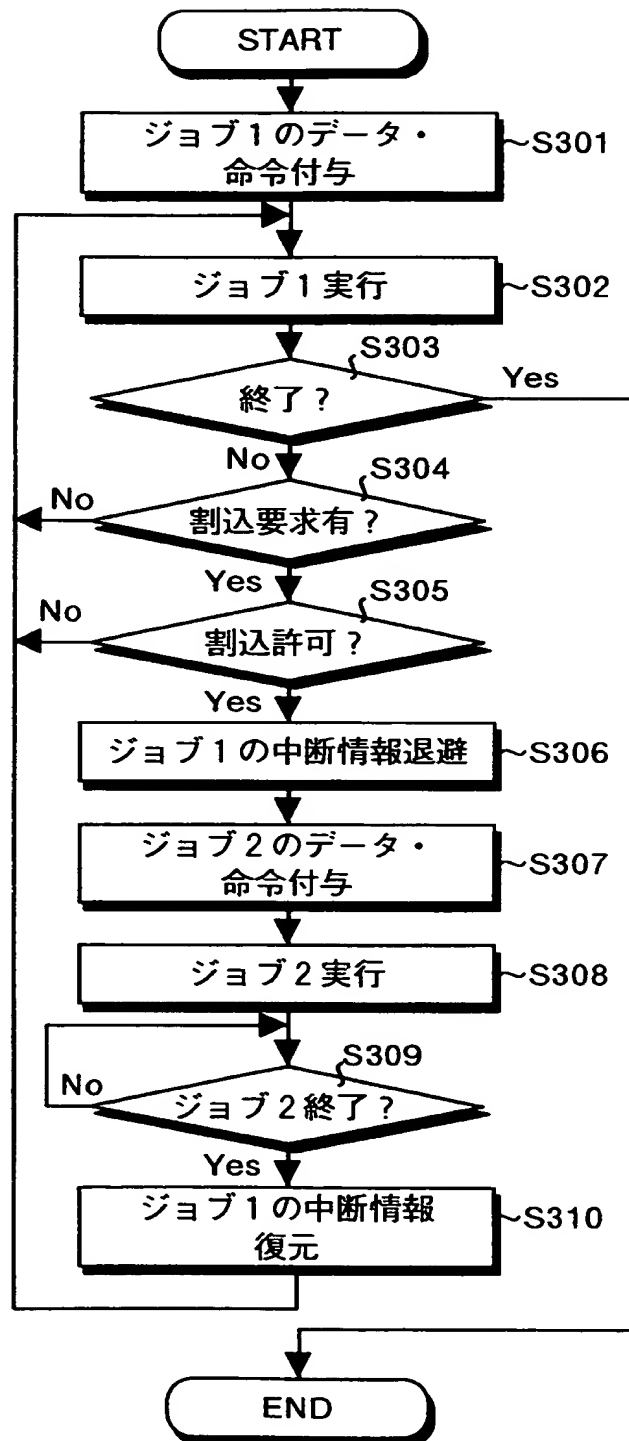 START
ジョブ1のデータ・
命令付与
S301
ジョブ1実行
S302
S303
終了?
Yes
No
S304
No
割込要求有?
Yes
S305
No
割込許可?
Yes
ジョブ1の中断情報退避
S306
ジョブ2のデータ・
命令付与
S307
ジョブ2実行
S308
S309
No
ジョブ2終了?
Yes
ジョブ1の中断情報
復元
S310
END